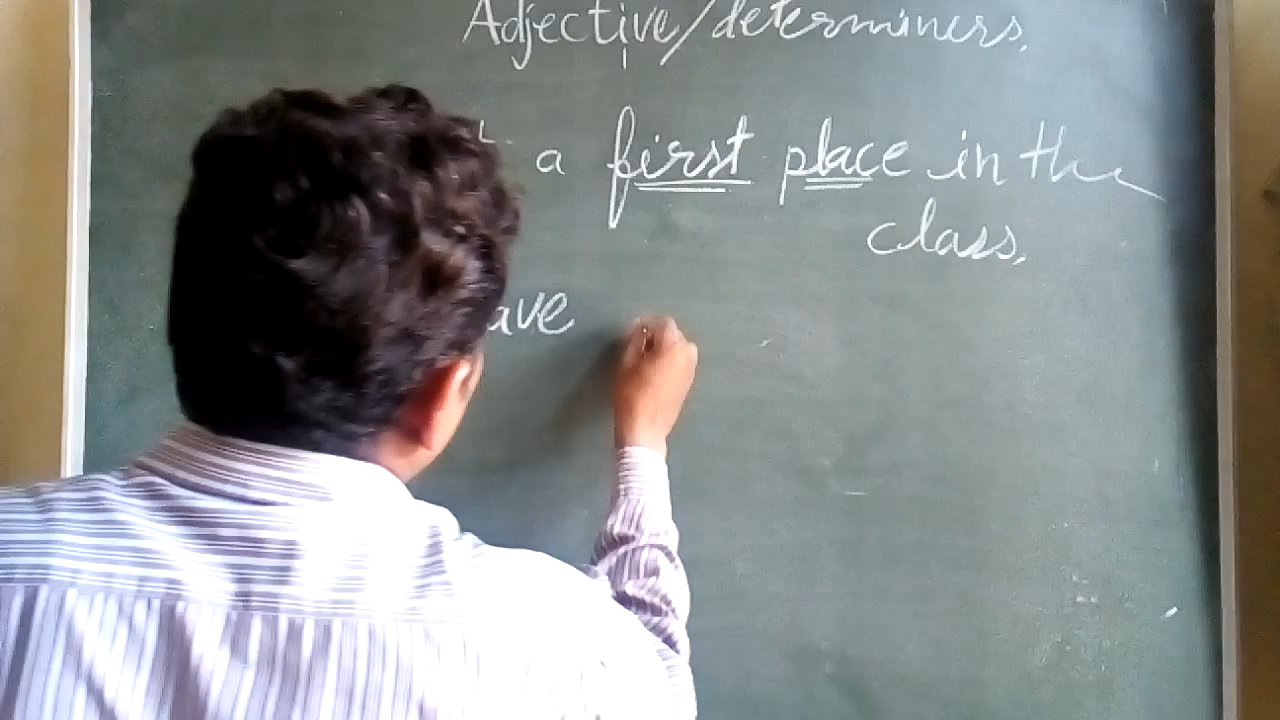 Adjective/determiners.
a first place in the
class.
ave